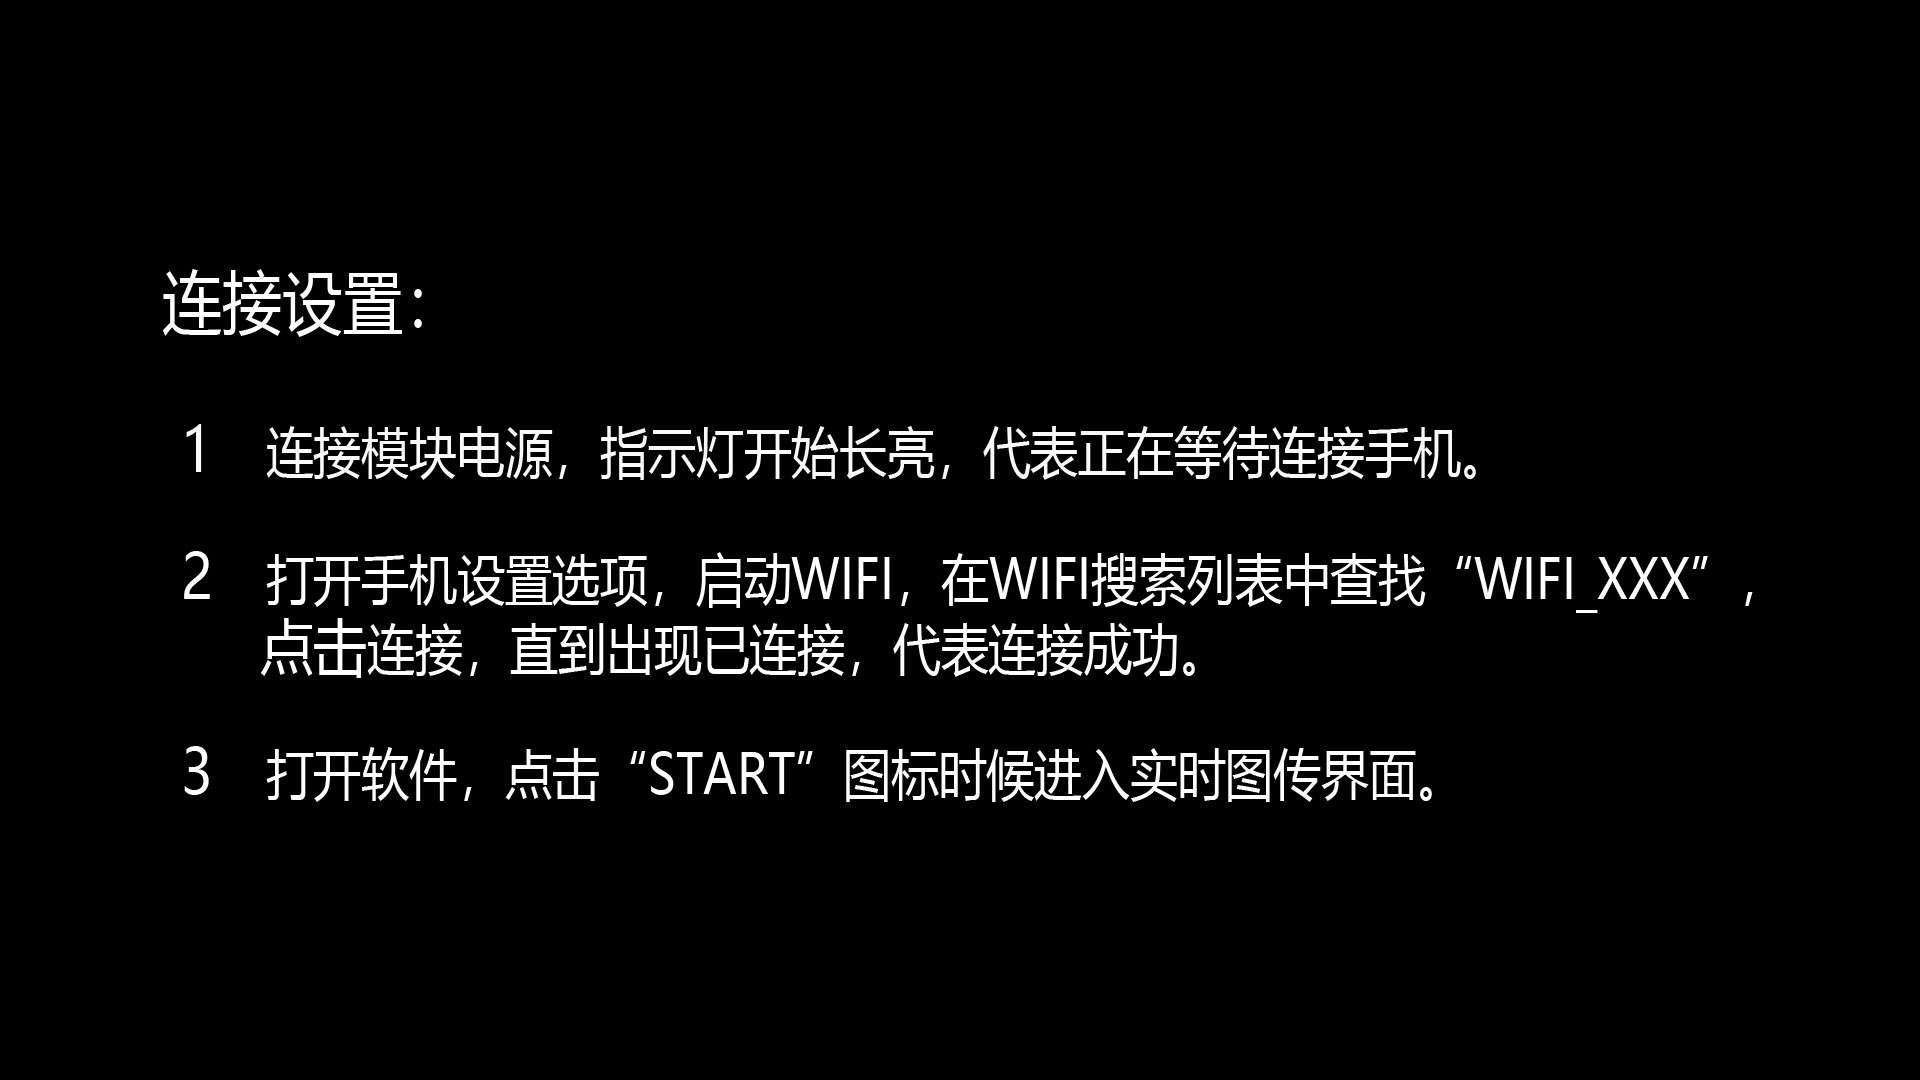 连接设置：
1 连接模块电源，指示灯开始长亮，代表正在等待连接手机。
2 打开手机设置选项，启动WIFI，在WIFI搜索列表中查找“WIFI_XXX”，
点击连接，直到出现已连接，代表连接成功。
3 打开软件，点击“START”图标时候进入实时图传界面。